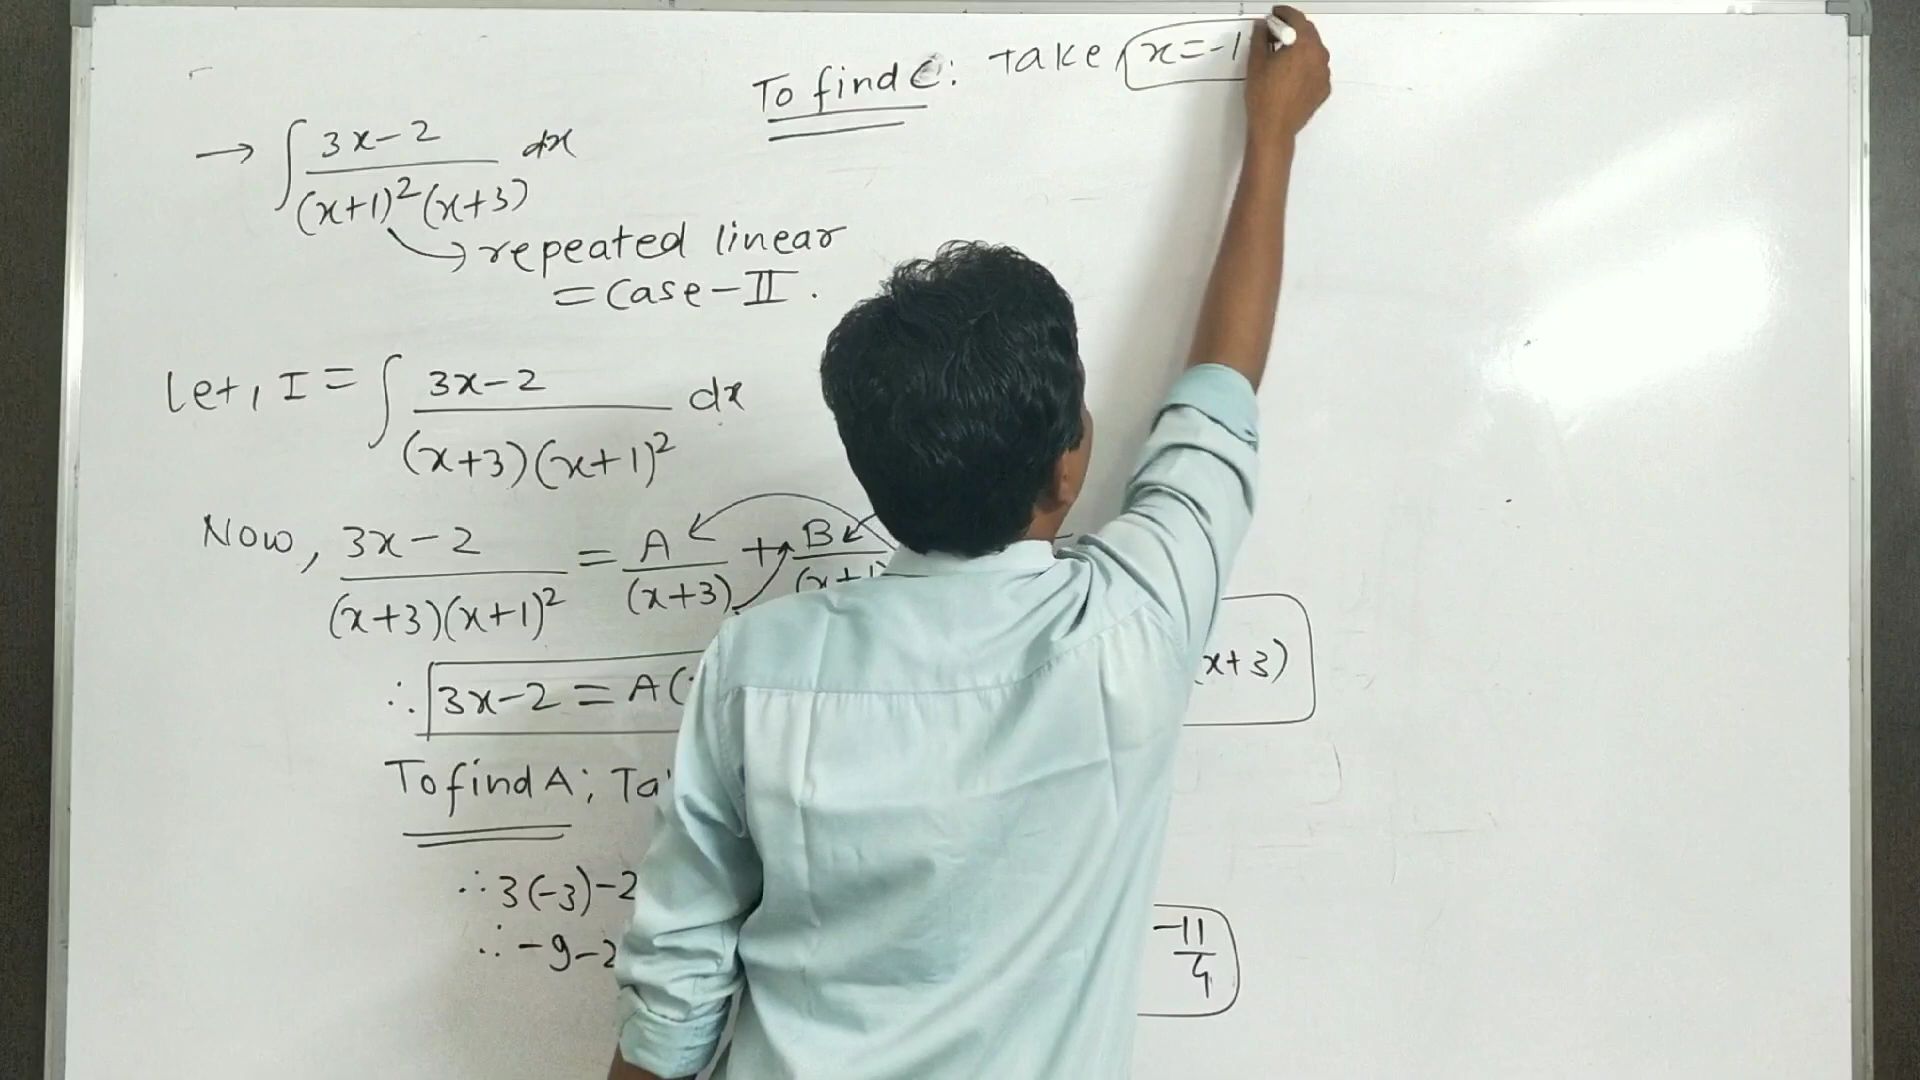 → ∫ 3x-2 / (x+1)²(x+3) dx
→ repeated linear
= Case-II.
Let, I = ∫ 3x-2 / (x+3)(x+1)² dx
Now, 3x-2 / (x+3)(x+1)² = A / (x+3) + B / (x+1)
∴ 3x-2 = A( x+3)
To find A; Ta
∴ 3(-3)-2
∴ -9-2 -11/4
To find C: Take x=-1